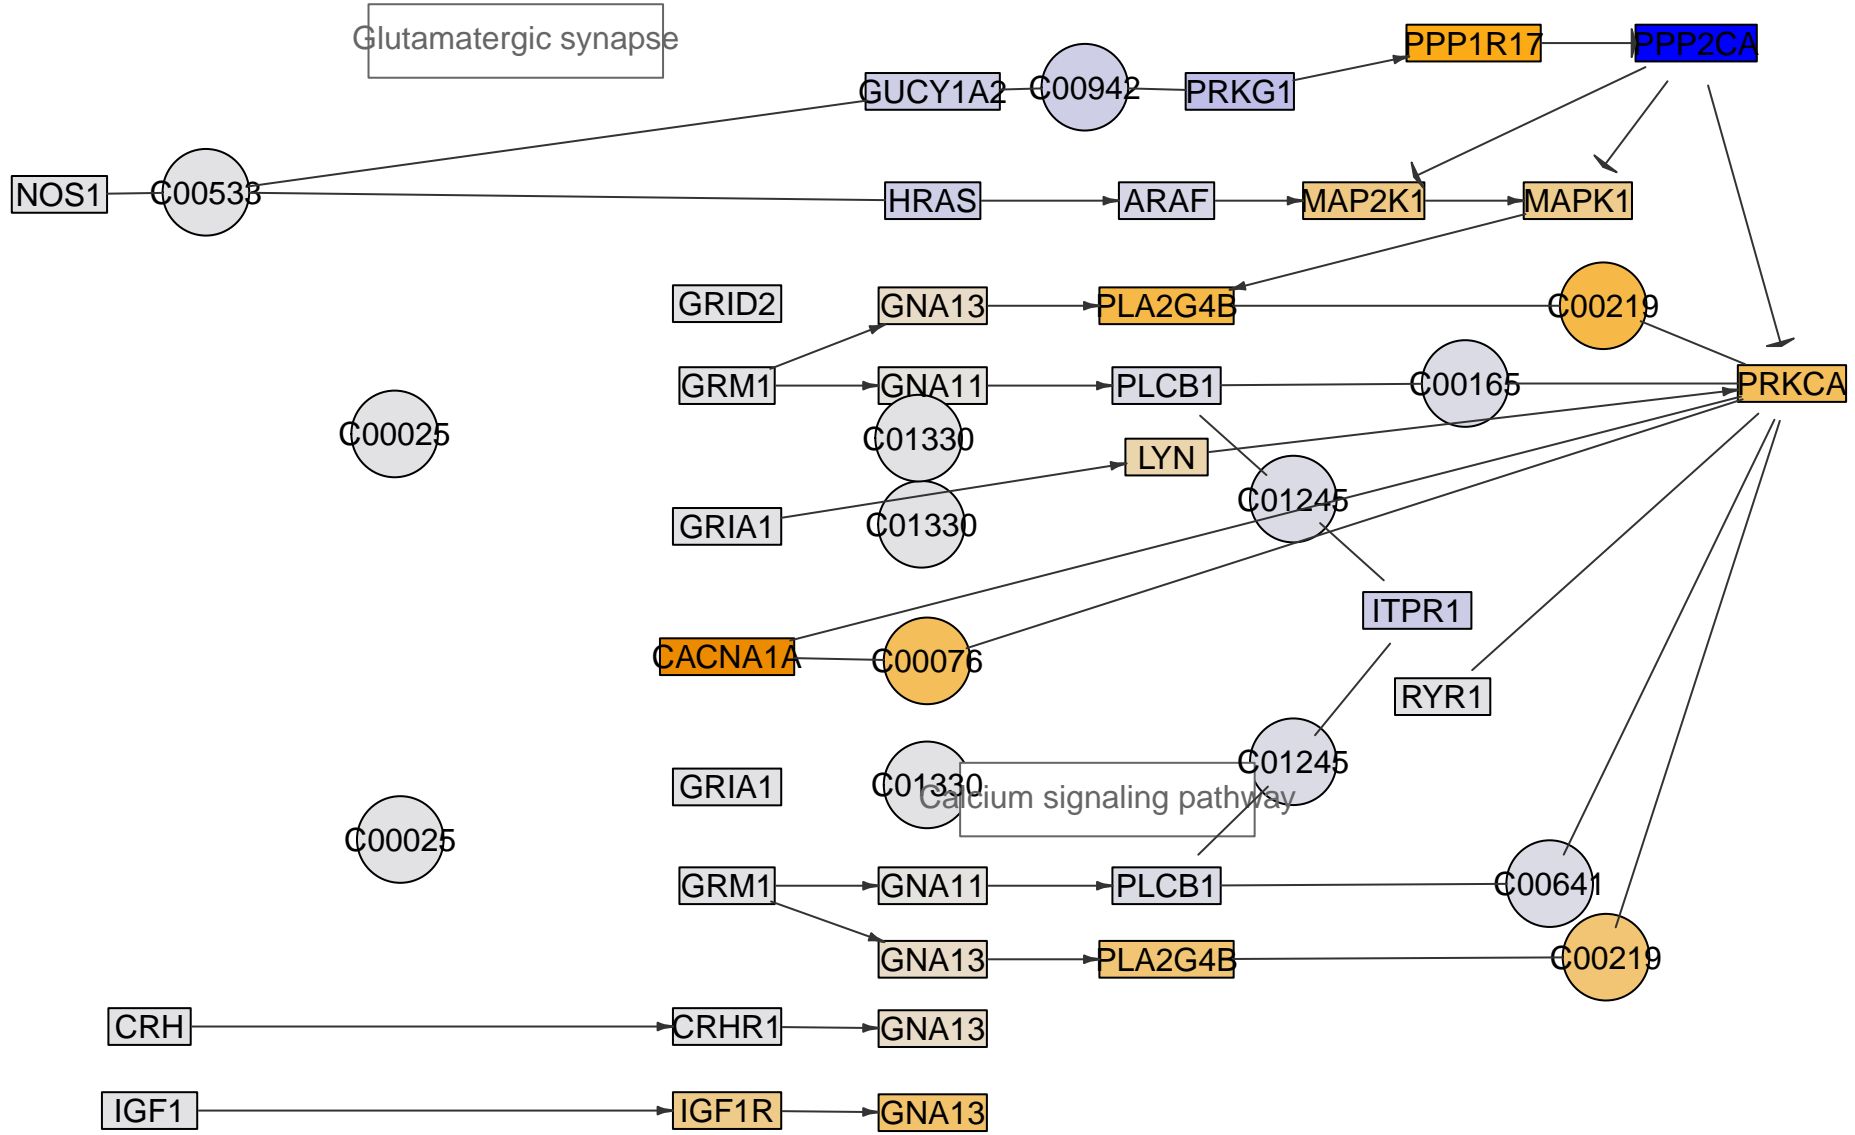 Glutamatergic synapse
PPP1R17
PPP2CA
GUCY1A2
C00942
PRKG1
NOS1
C00533
HRAS
ARAF
MAP2K1
MAPK1
GRID2
GNA13
PLA2G4B
C00219
GRM1
GNA11
PLCB1
C00165
PRKCA
C00025
C01330
LYN
C01245
GRIA1
C01330
ITPR1
CACNA1A
C00076
RYR1
C01245
GRIA1
C01330
Calcium signaling pathway
C00025
GRM1
GNA11
PLCB1
C00641
GNA13
PLA2G4B
C00219
CRH
CRHR1
GNA13
IGF1
IGF1R
GNA13